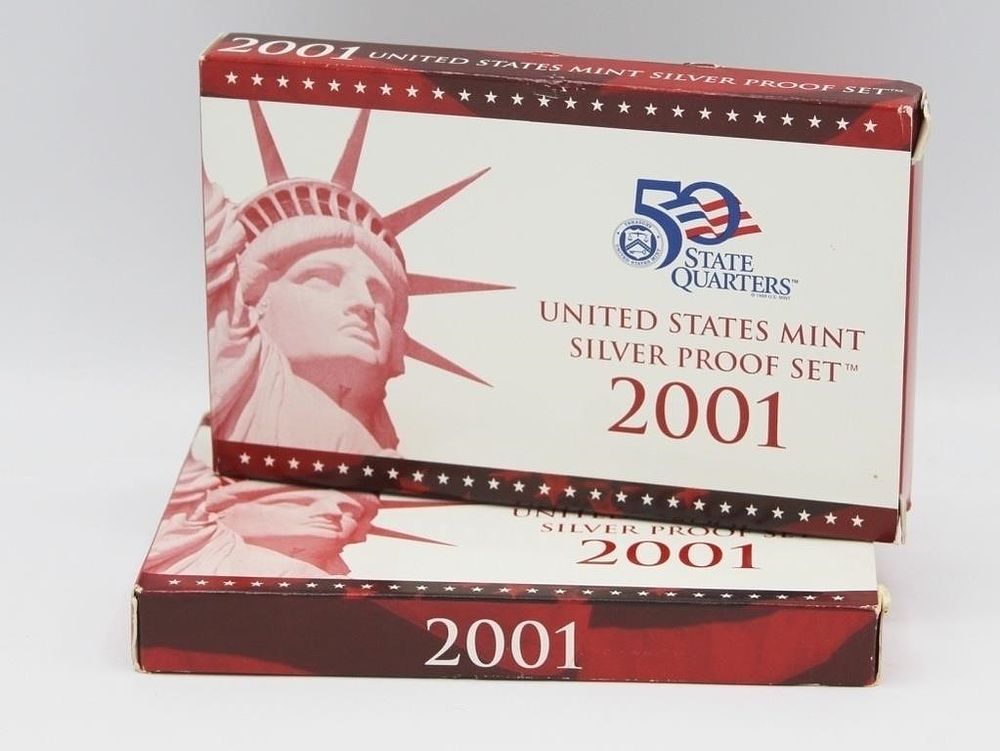 2001 UNITED STATES MINT SILVER PROOF SET™
50
STATE
QUARTERS™
UNITED STATES MINT
SILVER PROOF SET™
2001
SILVER PROOF SET
2001
2001